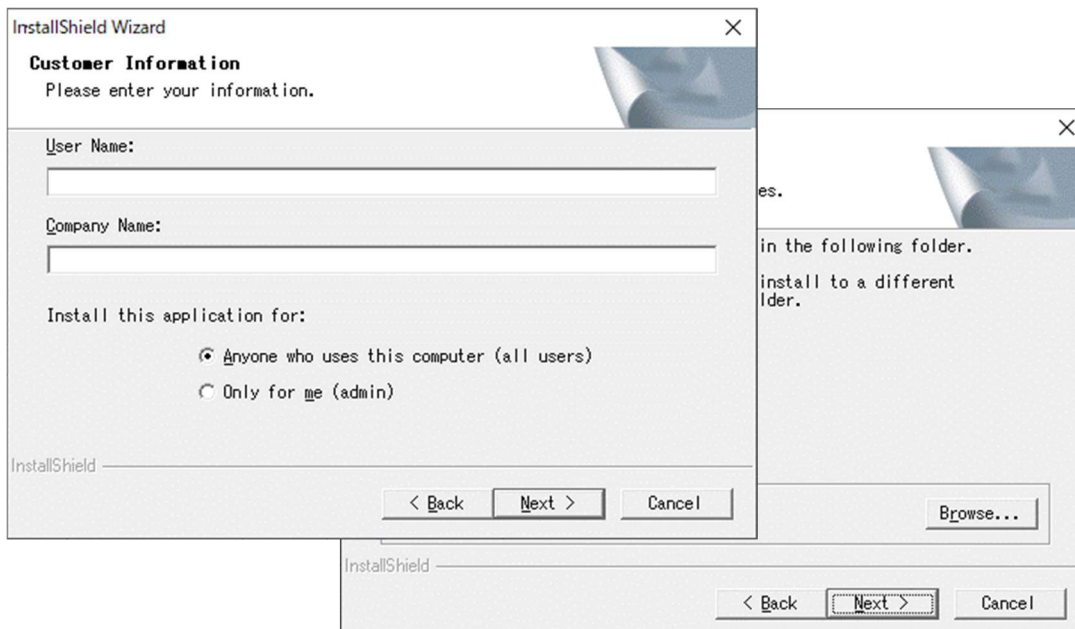 InstallShield Wizard
Customer Information
Please enter your information.
User Name:
Company Name:
Install this application for:
Anyone who uses this computer (all users)
Only for me (admin)
InstallShield
< Back
Next >
Cancel
es.
in the following folder.
install to a different
lder.
Browse...
InstallShield
< Back
Next >
Cancel